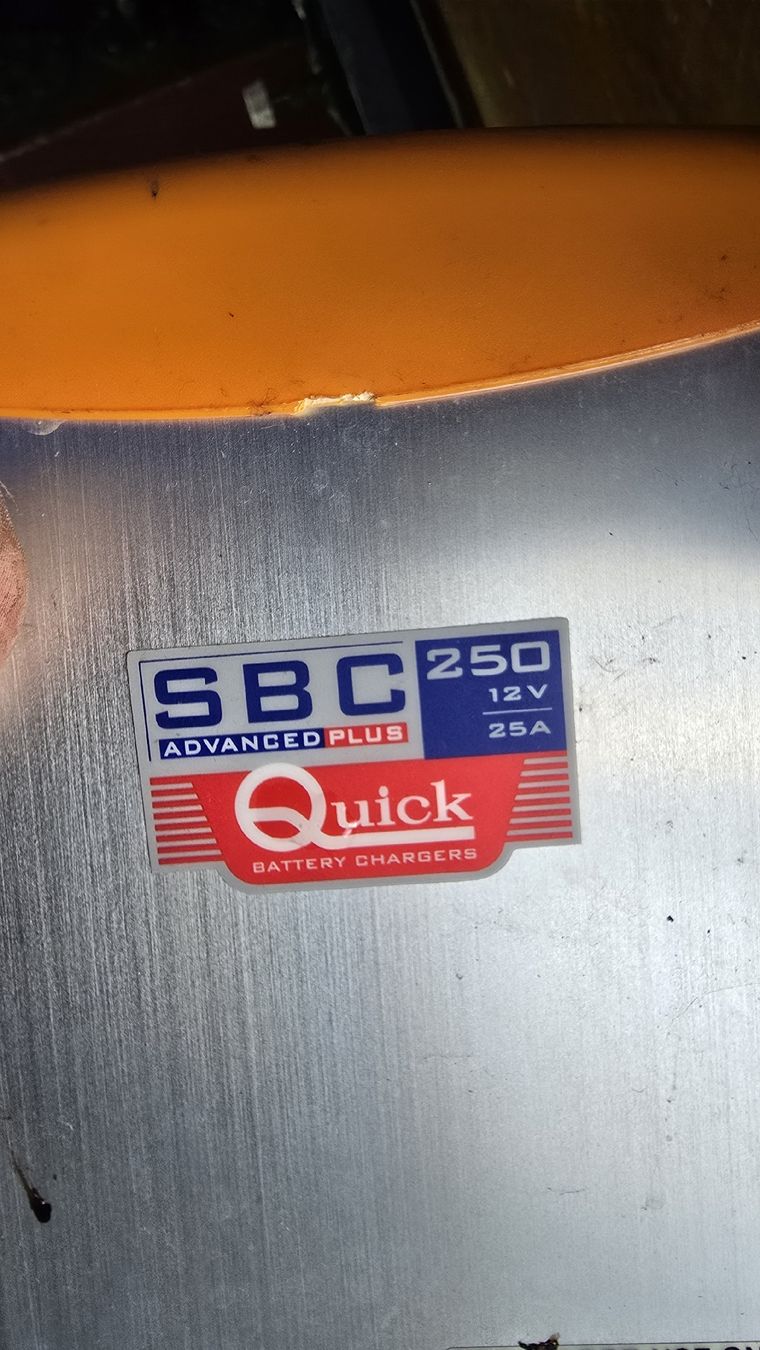 SBC
ADVANCED PLUS
250
12V
25A
Quick
BATTERY CHARGERS